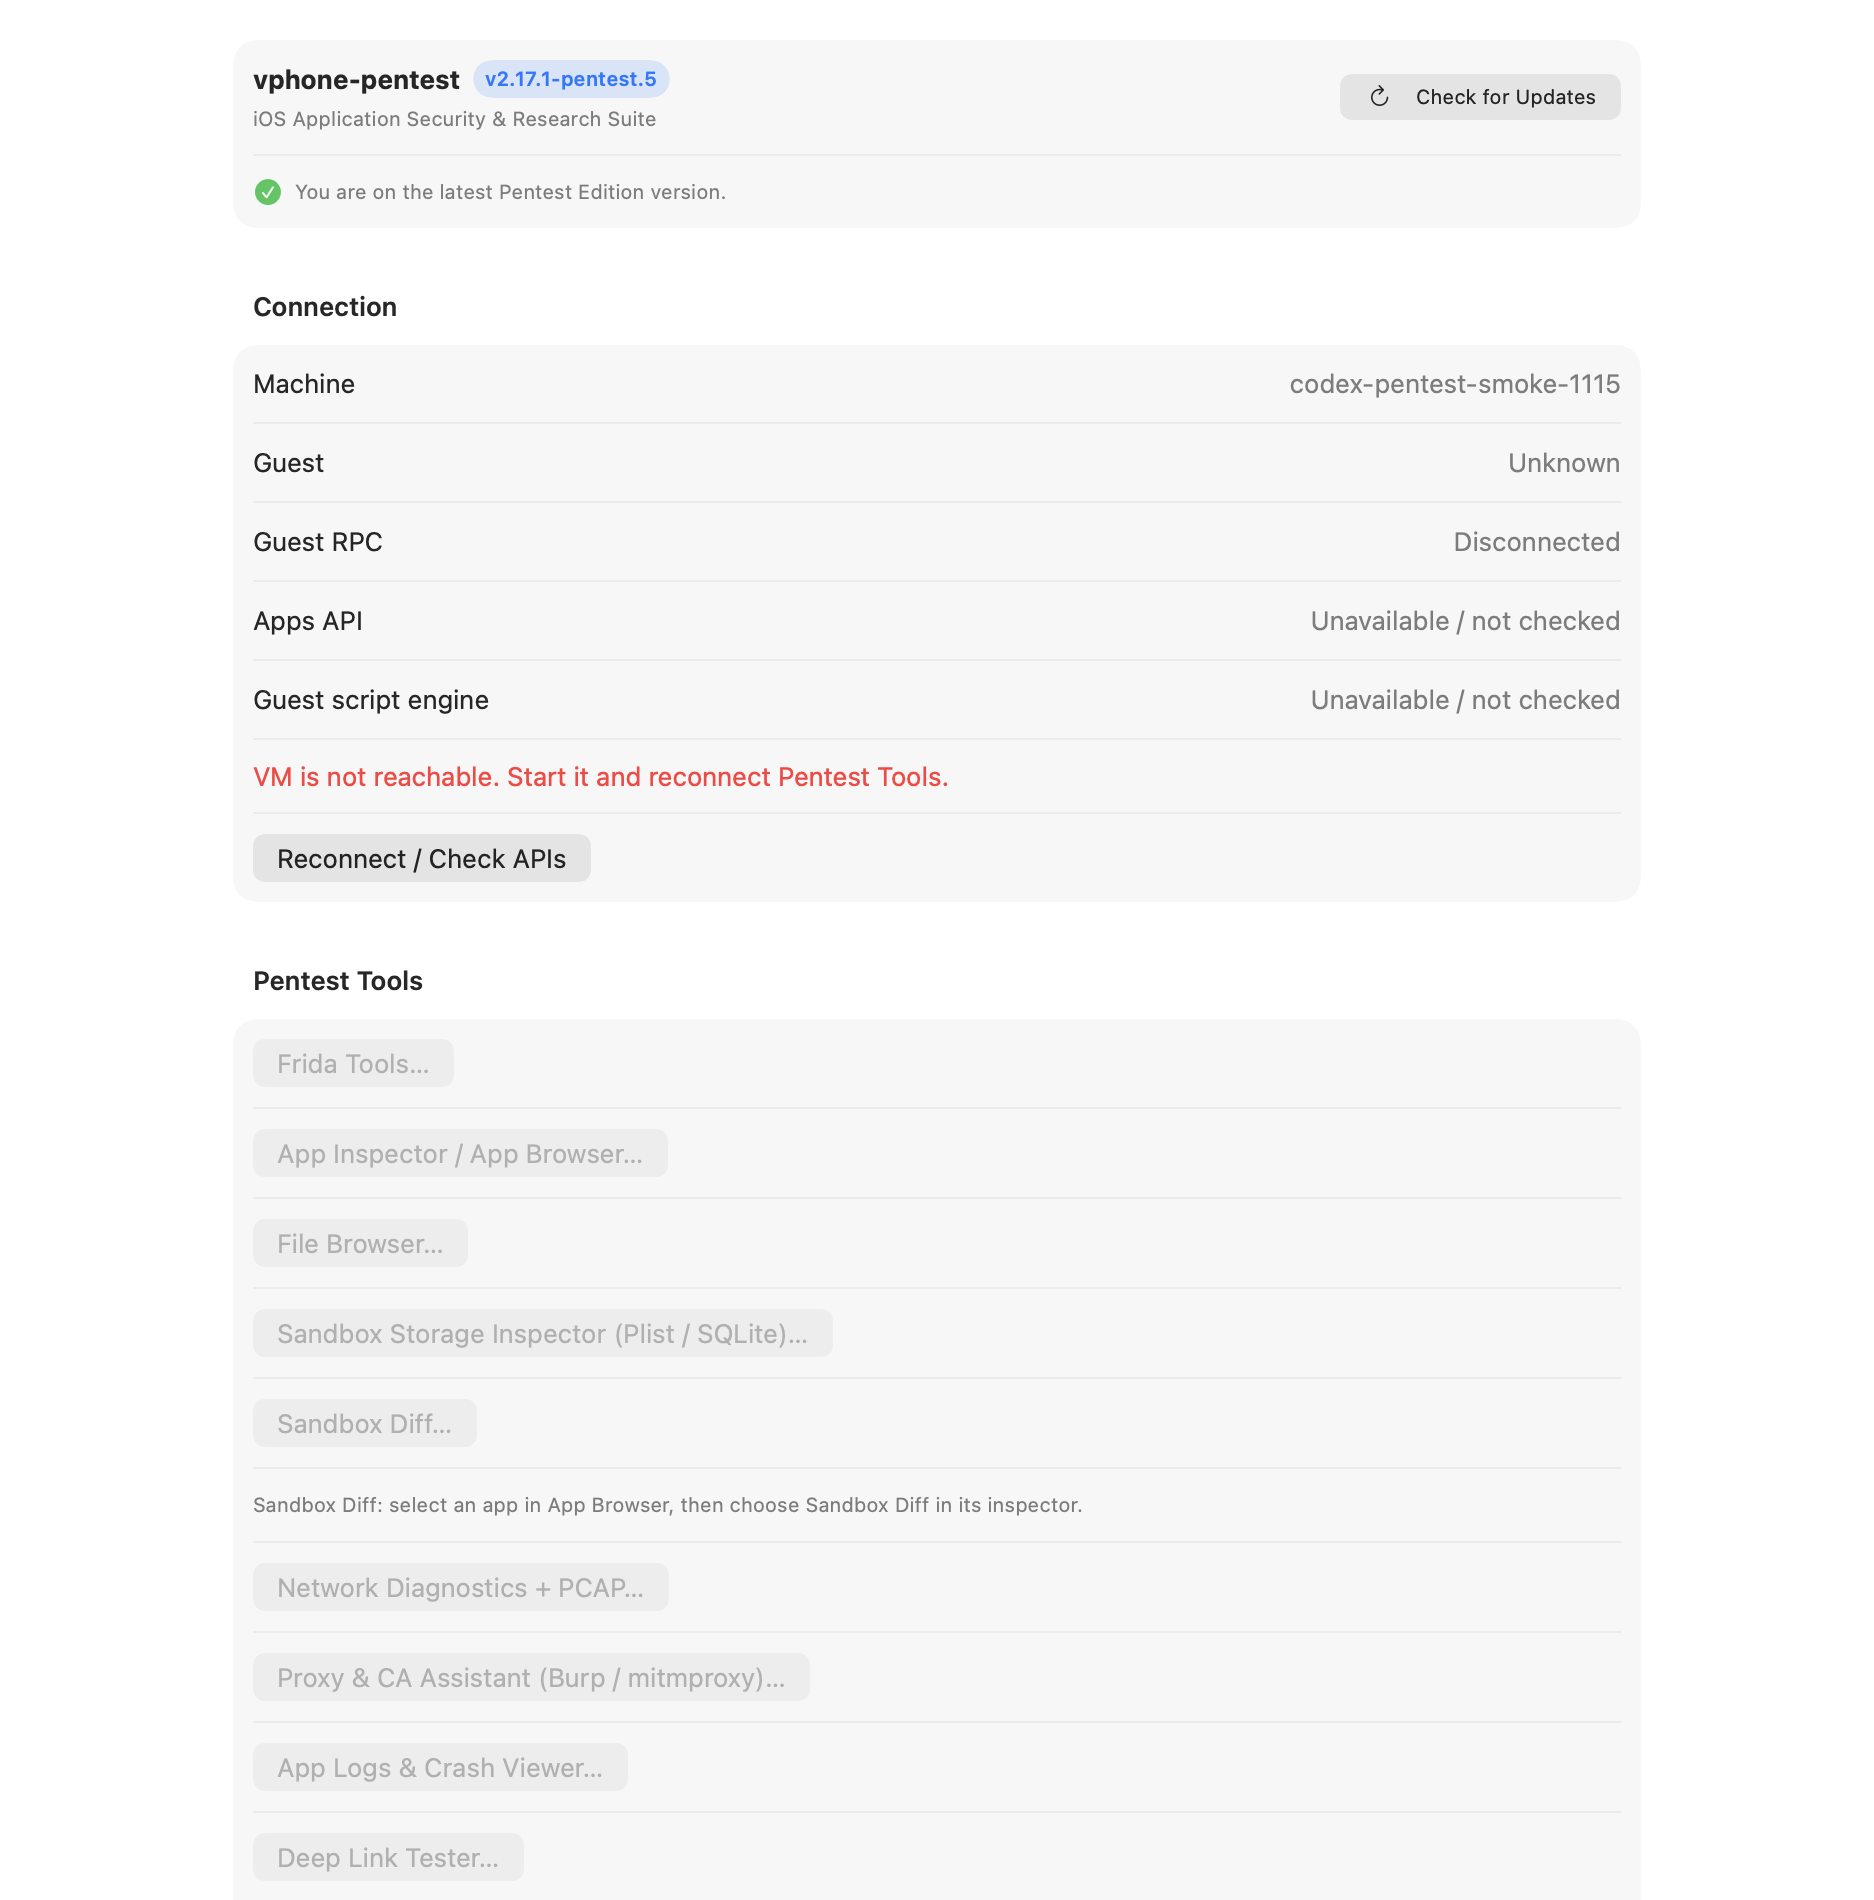 vphone-pentest v2.17.1-pentest.5
iOS Application Security & Research Suite
Check for Updates
You are on the latest Pentest Edition version.
Connection
Machine codex-pentest-smoke-1115
Guest Unknown
Guest RPC Disconnected
Apps API Unavailable / not checked
Guest script engine Unavailable / not checked
VM is not reachable. Start it and reconnect Pentest Tools.
Reconnect / Check APIs
Pentest Tools
Frida Tools...
App Inspector / App Browser...
File Browser...
Sandbox Storage Inspector (Plist / SQLite)...
Sandbox Diff...
Sandbox Diff: select an app in App Browser, then choose Sandbox Diff in its inspector.
Network Diagnostics + PCAP...
Proxy & CA Assistant (Burp / mitmproxy)...
App Logs & Crash Viewer...
Deep Link Tester...